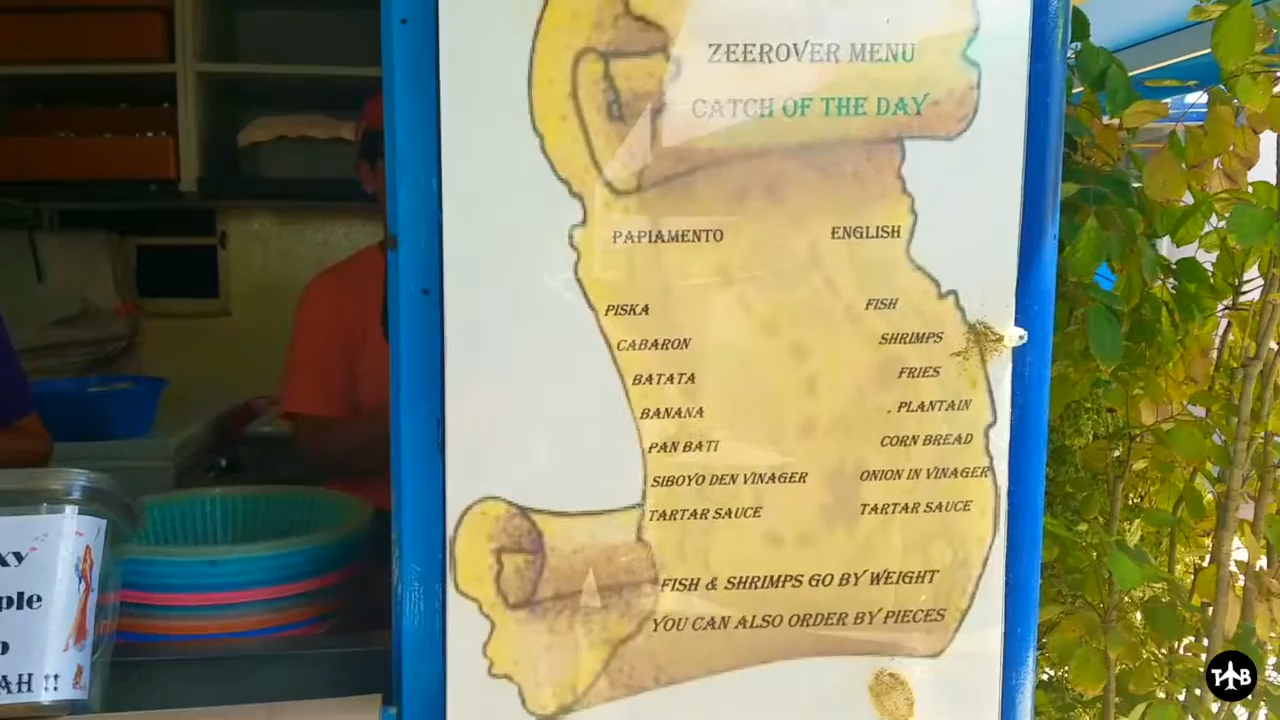 ZEEROVER MENU
CATCH OF THE DAY
PAPIAMENTO ENGLISH
PISKA FISH
CABARON SHRIMPS
BATATA FRIES
BANANA . PLANTAIN
PAN BATI CORN BREAD
SIBOYO DEN VINAGER ONION IN VINAGER
TARTAR SAUCE TARTAR SAUCE
FISH & SHRIMPS GO BY WEIGHT
YOU CAN ALSO ORDER BY PIECES
AH !!
TB